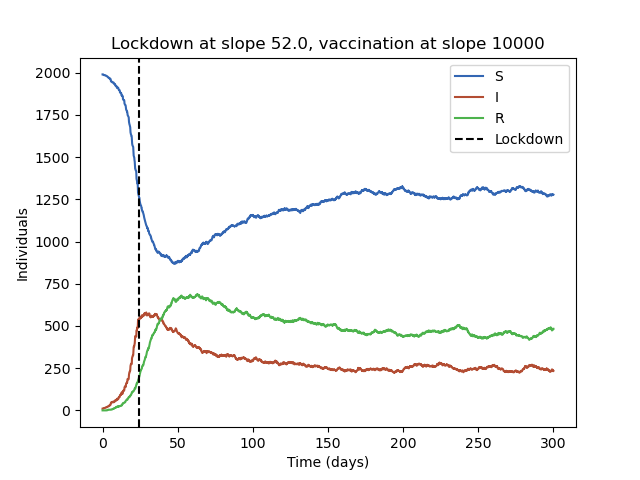 Lockdown at slope 52.0, vaccination at slope 10000
S
I
R
Lockdown
Individuals
2000
1750
1500
1250
1000
750
500
250
0
0 50 100 150 200 250 300
Time (days)